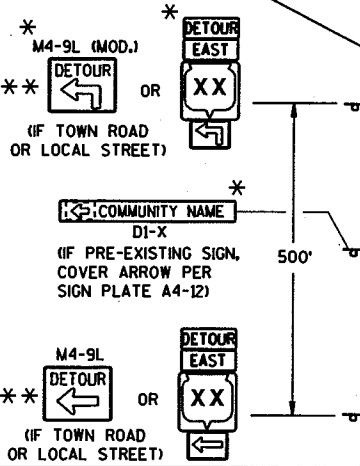 *
*
M4-9L (MOD.)
DETOUR
EAST
DETOUR
**
OR
XX
(IF TOWN ROAD
OR LOCAL STREET)
*
COMMUNITY NAME
D1-X
(IF PRE-EXISTING SIGN,
COVER ARROW PER
SIGN PLATE A4-12)
500'
M4-9L
DETOUR
EAST
DETOUR
**
OR
XX
(IF TOWN ROAD
OR LOCAL STREET)